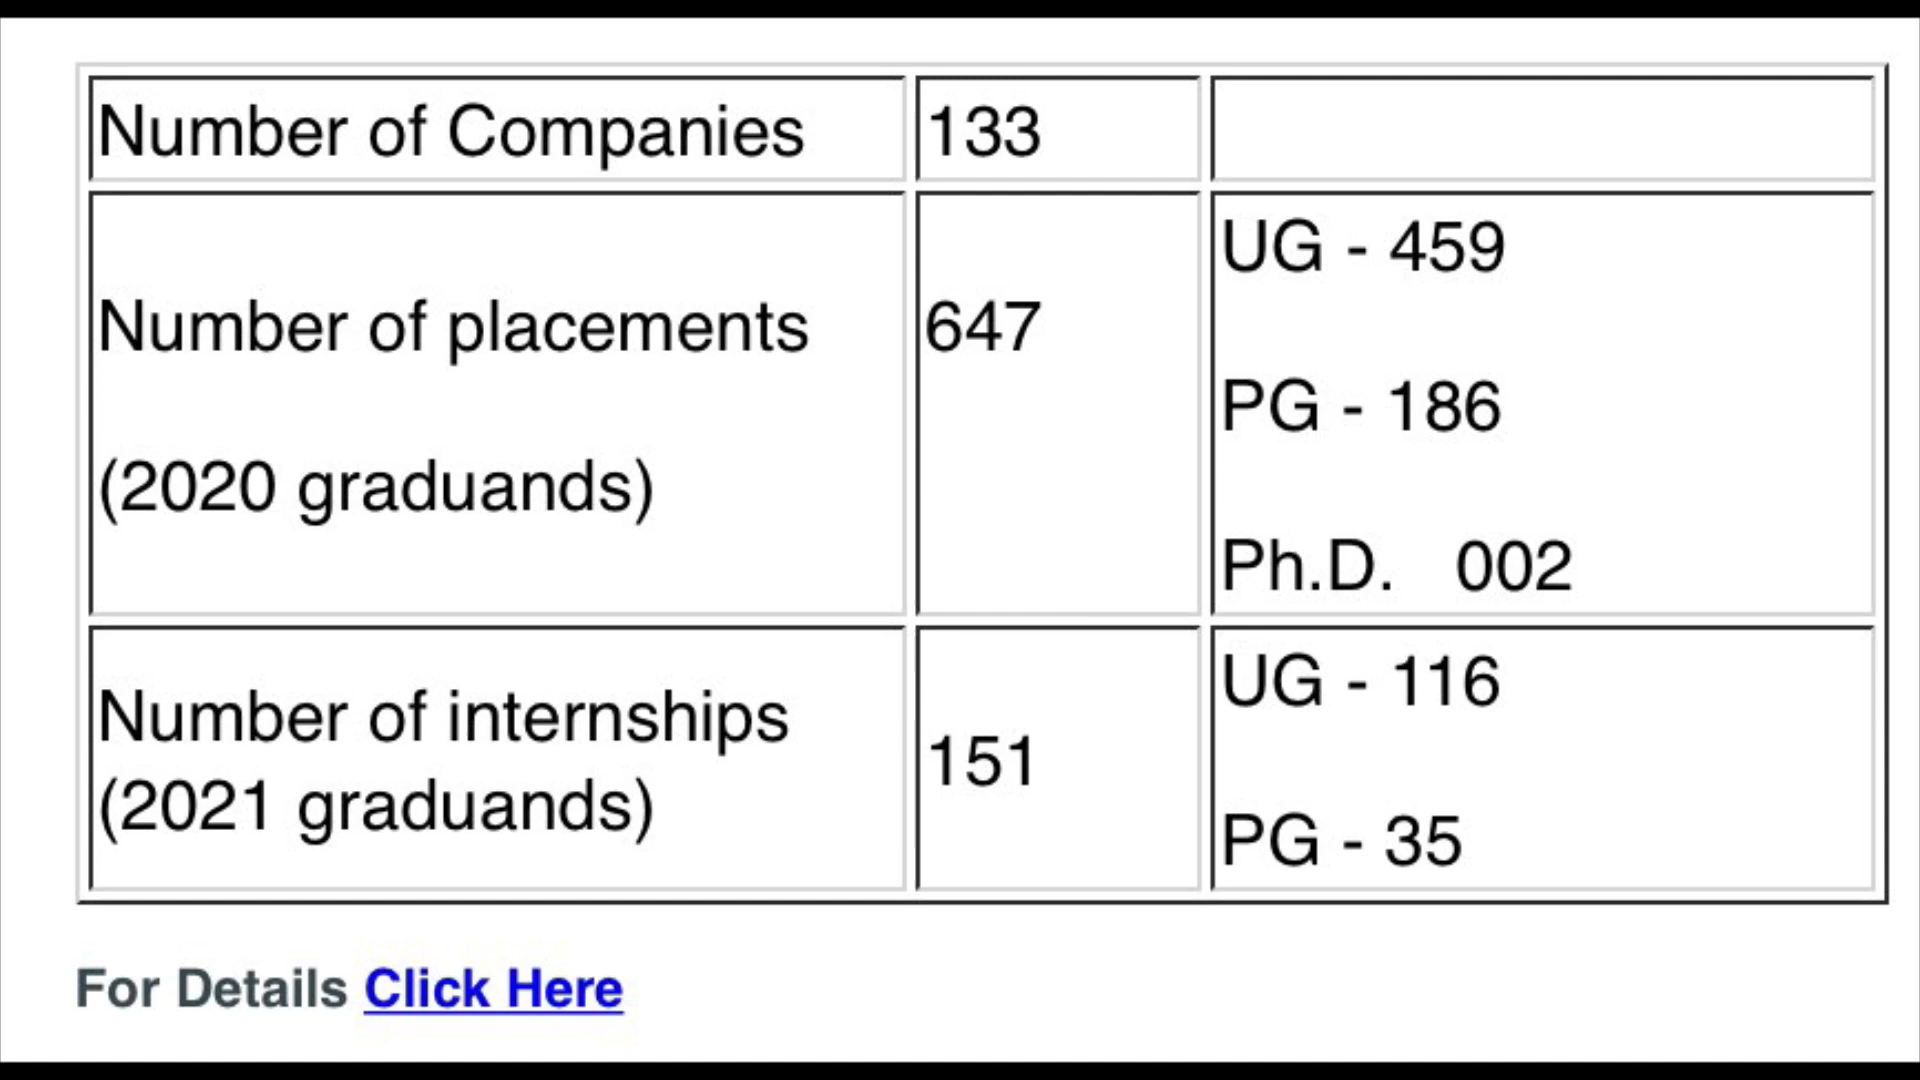 Number of Companies 133
Number of placements 647
(2020 graduands)
UG - 459
PG - 186
Ph.D. 002
Number of internships
(2021 graduands)
151
UG - 116
PG - 35
For Details Click Here